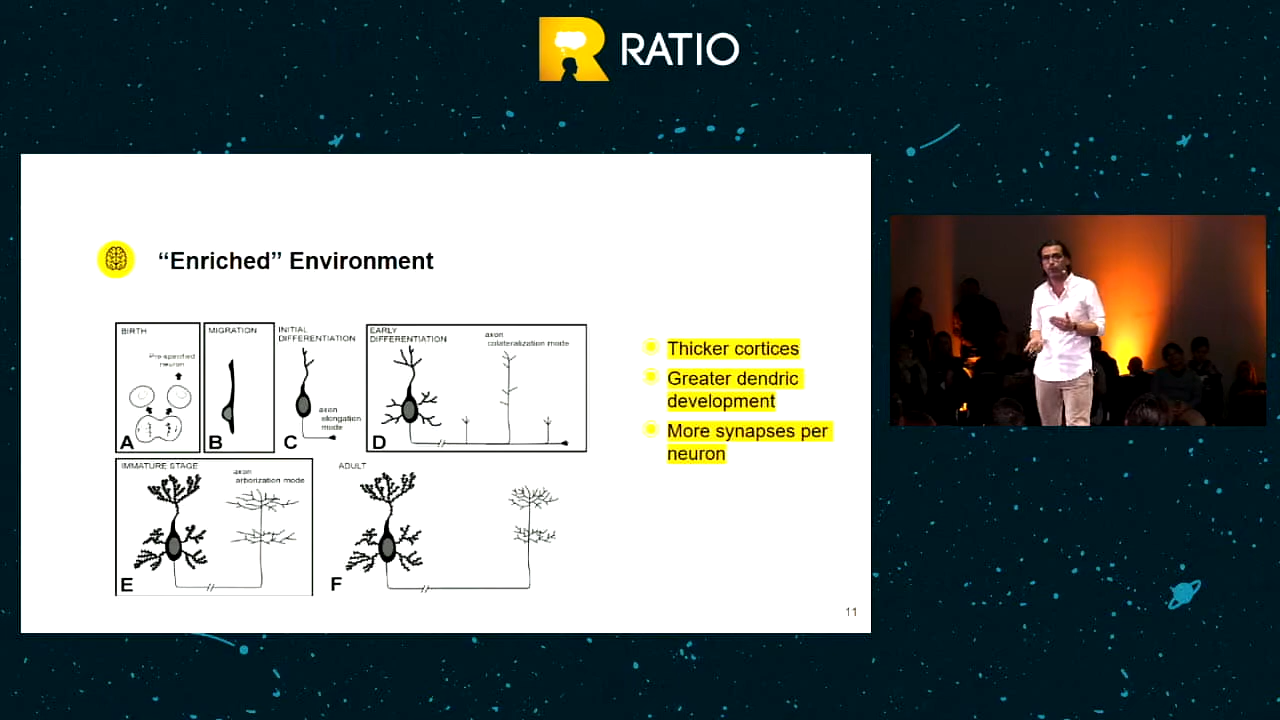 RATIO
“Enriched” Environment
BIRTH
Pre-specified
neuron
A
MIGRATION
B
INITIAL
DIFFERENTIATION
axon
elongation
mode
C
EARLY
DIFFERENTIATION
axon
colateralization mode
D
IMMATURE STAGE
axon
arborization mode
E
ADULT
F
Thicker cortices
Greater dendric
development
More synapses per
neuron
11